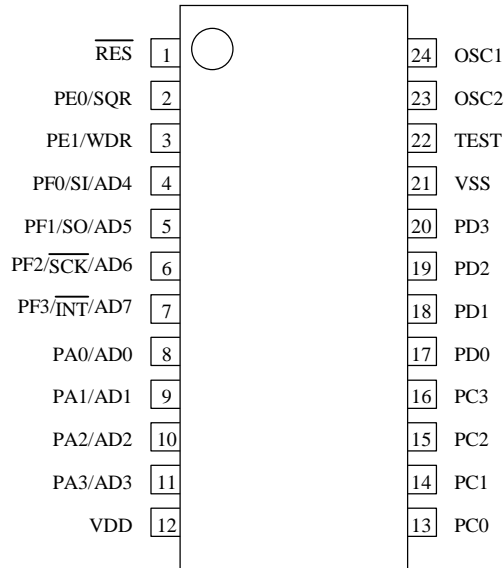 R̅E̅S̅ 1 24 OSC1
PE0/SQR 2 23 OSC2
PE1/WDR 3 22 TEST
PF0/SI/AD4 4 21 VSS
PF1/SO/AD5 5 20 PD3
PF2/S̅C̅K̅/AD6 6 19 PD2
PF3/I̅N̅T̅/AD7 7 18 PD1
PA0/AD0 8 17 PD0
PA1/AD1 9 16 PC3
PA2/AD2 10 15 PC2
PA3/AD3 11 14 PC1
VDD 12 13 PC0